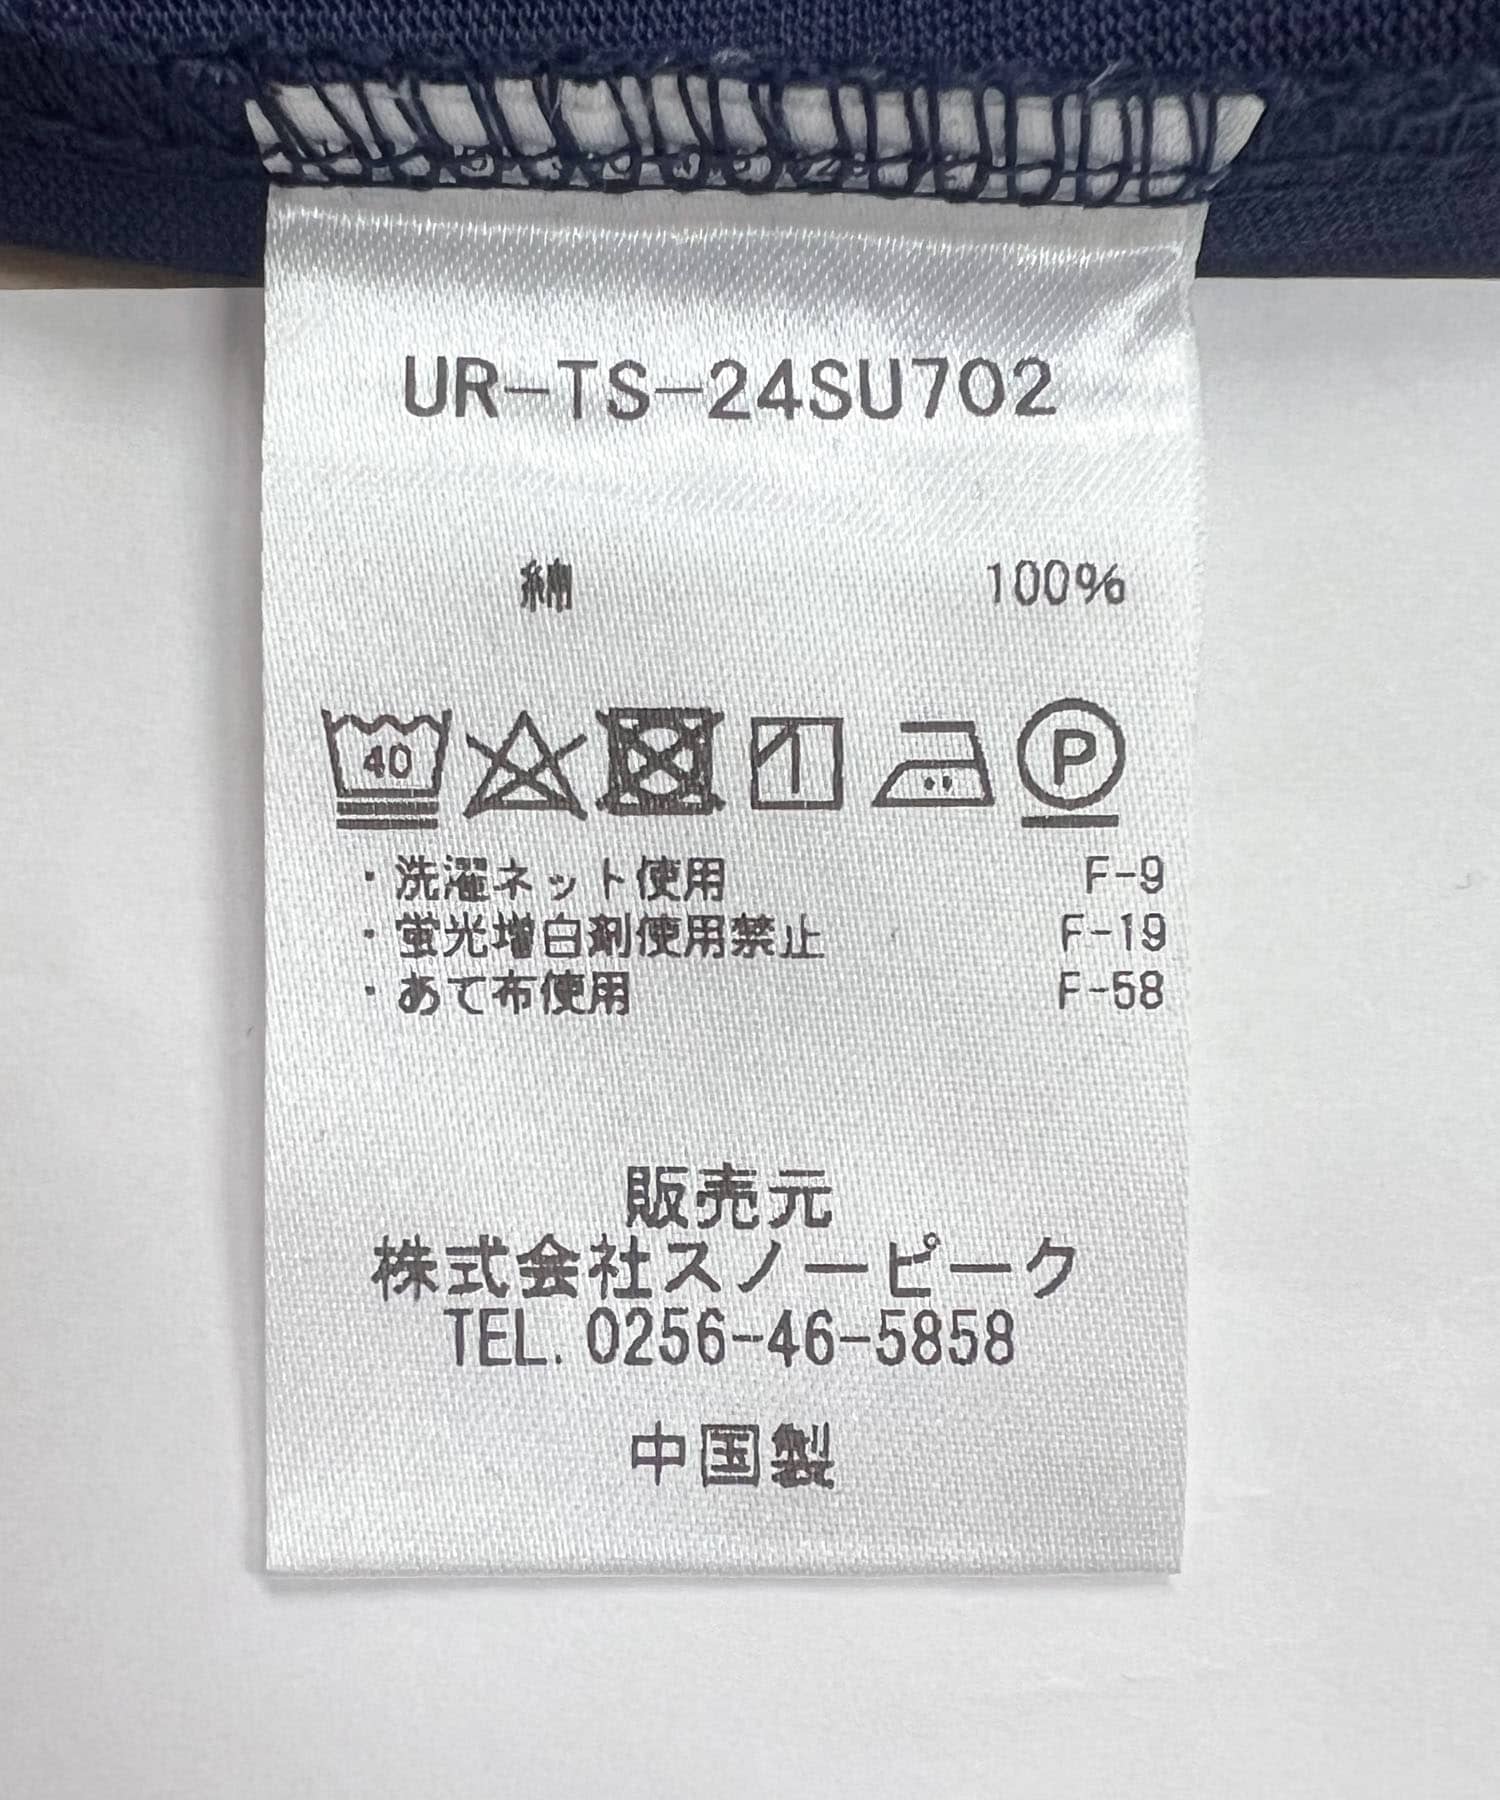 UR-TS-24SU702
綿 100%
40
P
・洗濯ネット使用 F-9
・蛍光増白剤使用禁止 F-19
・あて布使用 F-58
販売元
株式会社スノーピーク
TEL. 0256-46-5858
中国製